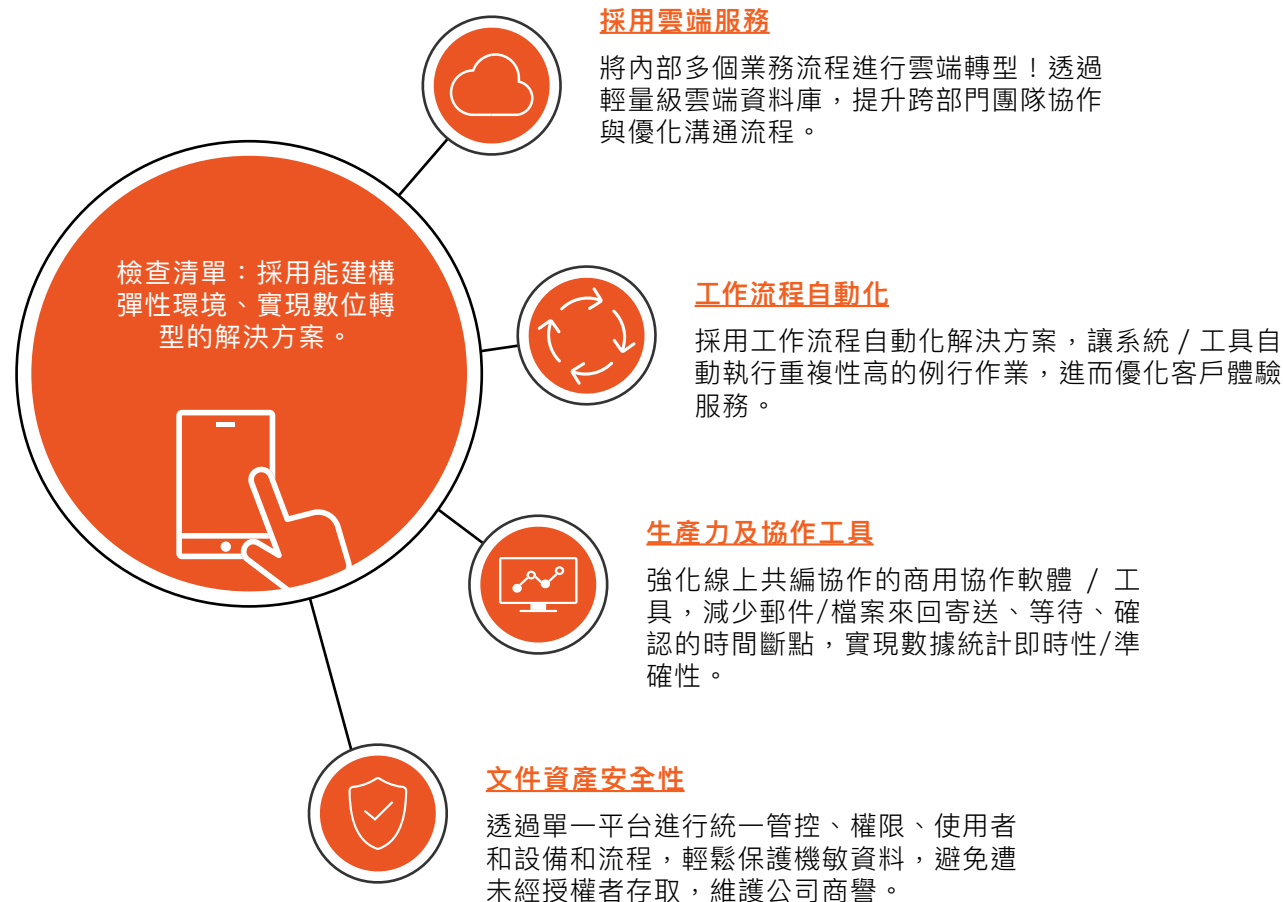 採用雲端服務
將內部多個業務流程進行雲端轉型！透過
輕量級雲端資料庫，提升跨部門團隊協作
與優化溝通流程。
檢查清單：採用能建構
彈性環境、實現數位轉
型的解決方案。
工作流程自動化
採用工作流程自動化解決方案，讓系統 / 工具自
動執行重複性高的例行作業，進而優化客戶體驗
服務。
生產力及協作工具
強化線上共編協作的商用協作軟體 / 工
具，減少郵件/檔案來回寄送、等待、確
認的時間斷點，實現數據統計即時性/準
確性。
文件資產安全性
透過單一平台進行統一管控、權限、使用者
和設備和流程，輕鬆保護機敏資料，避免遭
未經授權者存取，維護公司商譽。